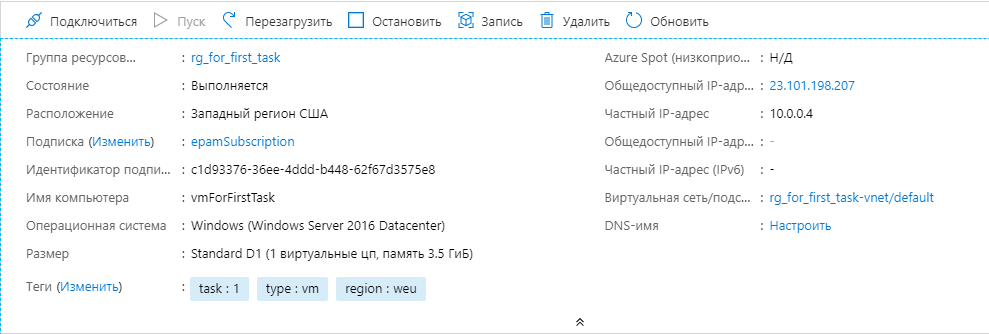 Подключиться Пуск Перезагрузить Остановить Запись Удалить Обновить
Группа ресурсов... : rg_for_first_task
Состояние : Выполняется
Расположение : Западный регион США
Подписка (Изменить) : epamSubscription
Идентификатор подпи... : c1d93376-36ee-4ddd-b448-62f67d3575e8
Имя компьютера : vmForFirstTask
Операционная система : Windows (Windows Server 2016 Datacenter)
Размер : Standard D1 (1 виртуальные цп, память 3.5 ГиБ)
Azure Spot (низкоприо... : Н/Д
Общедоступный IP-адр... : 23.101.198.207
Частный IP-адрес : 10.0.0.4
Общедоступный IP-адр... : -
Частный IP-адрес (IPv6) : -
Виртуальная сеть/подс... : rg_for_first_task-vnet/default
DNS-имя : Настроить
Теги (Изменить) : task : 1 type : vm region : weu